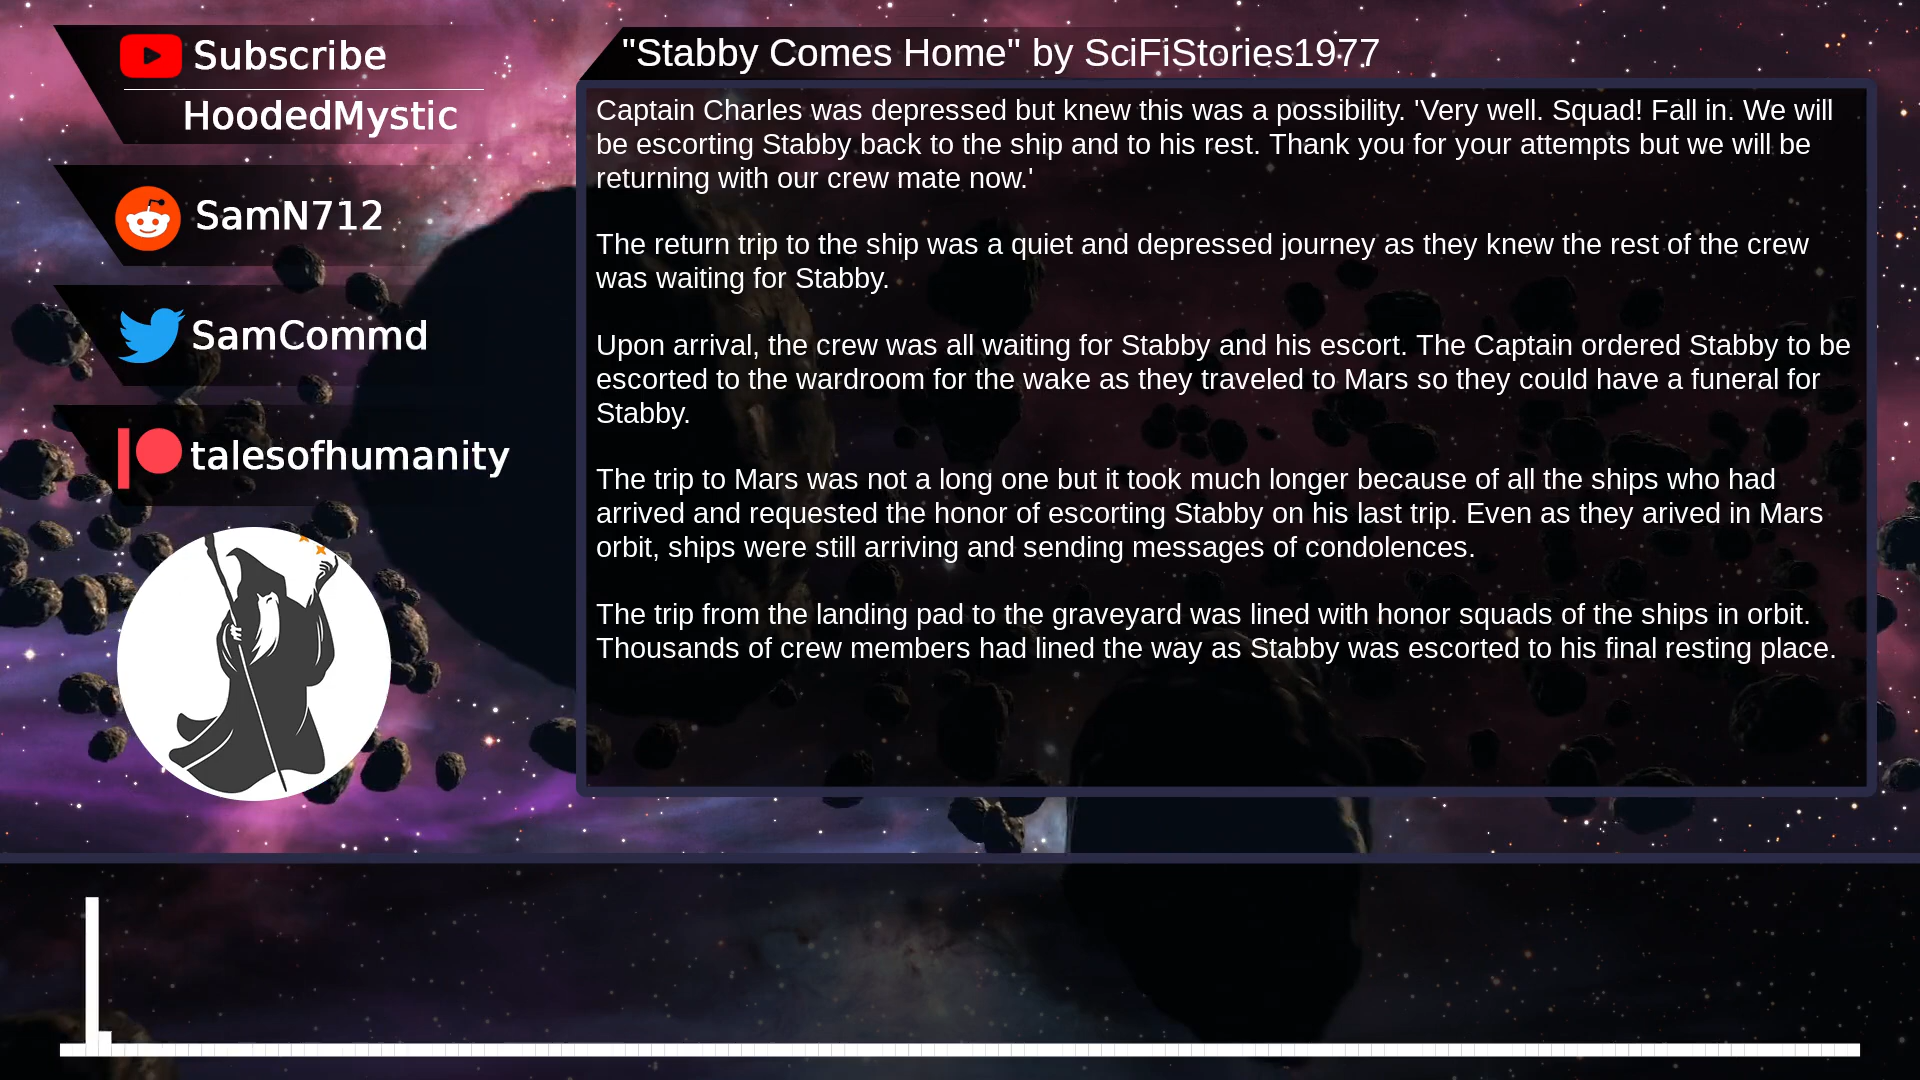 Subscribe
HoodedMystic
SamN712
SamCommd
talesofhumanity
"Stabby Comes Home" by SciFiStories1977
Captain Charles was depressed but knew this was a possibility. 'Very well. Squad! Fall in. We will
be escorting Stabby back to the ship and to his rest. Thank you for your attempts but we will be
returning with our crew mate now.'
The return trip to the ship was a quiet and depressed journey as they knew the rest of the crew
was waiting for Stabby.
Upon arrival, the crew was all waiting for Stabby and his escort. The Captain ordered Stabby to be
escorted to the wardroom for the wake as they traveled to Mars so they could have a funeral for
Stabby.
The trip to Mars was not a long one but it took much longer because of all the ships who had
arrived and requested the honor of escorting Stabby on his last trip. Even as they arived in Mars
orbit, ships were still arriving and sending messages of condolences.
The trip from the landing pad to the graveyard was lined with honor squads of the ships in orbit.
Thousands of crew members had lined the way as Stabby was escorted to his final resting place.